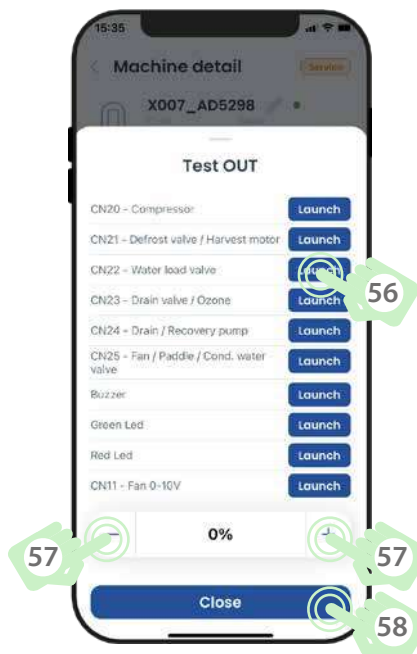 15:35
Machine detail
Service
X007_AD5298
Test OUT
CN20 - Compressor Launch
CN21 - Defrost valve / Harvest motor Launch
CN22 - Water load valve Launch
56
CN23 - Drain valve / Ozone Launch
CN24 - Drain / Recovery pump Launch
CN25 - Fan / Paddle / Cond. water
valve Launch
Buzzer Launch
Green Led Launch
Red Led Launch
CN11 - Fan 0-10V Launch
57 - 0% + 57
Close
58